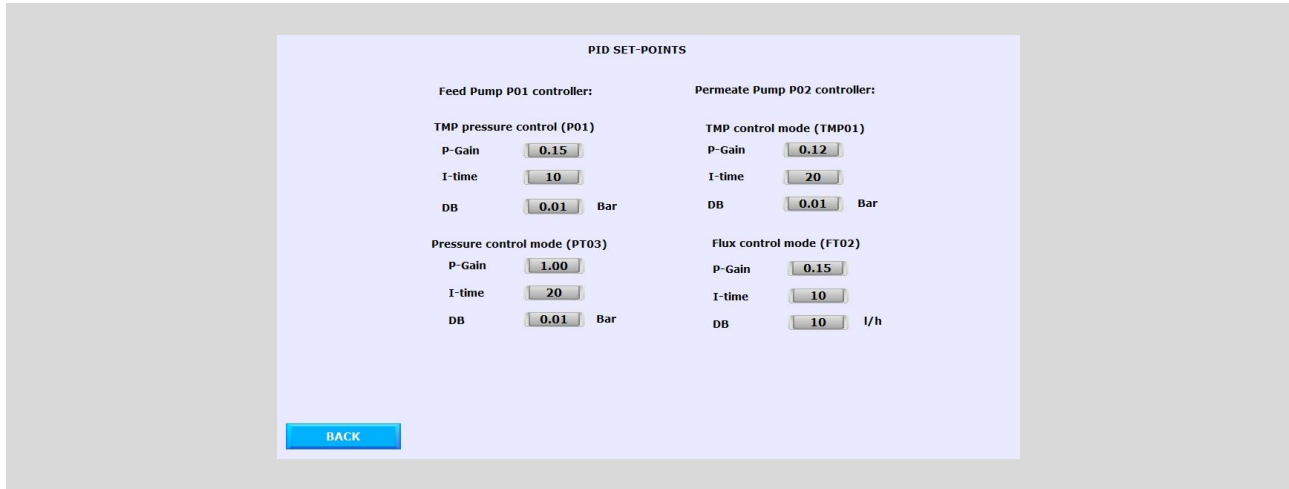 PID SET-POINTS
Feed Pump P01 controller:
TMP pressure control (P01)
P-Gain 0.15
I-time 10
DB 0.01 Bar
Pressure control mode (PT03)
P-Gain 1.00
I-time 20
DB 0.01 Bar
Permeate Pump P02 controller:
TMP control mode (TMP01)
P-Gain 0.12
I-time 20
DB 0.01 Bar
Flux control mode (FT02)
P-Gain 0.15
I-time 10
DB 10 l/h
BACK